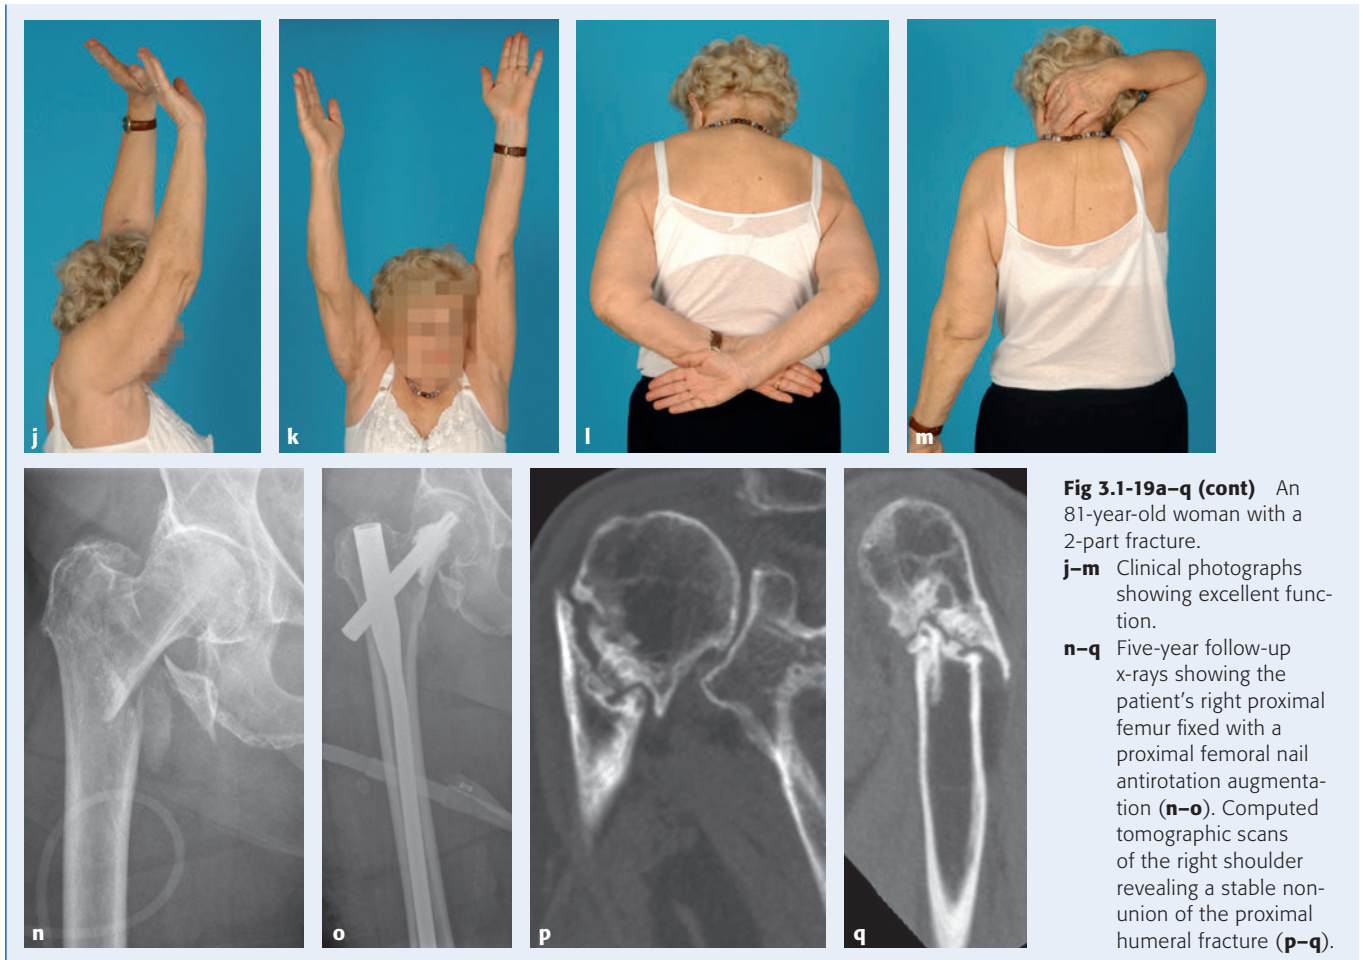 j
k
l
m
n
o
p
q
Fig 3.1-19a–q (cont) An
81-year-old woman with a
2-part fracture.
j–m Clinical photographs
showing excellent func-
tion.
n–q Five-year follow-up
x-rays showing the
patient's right proximal
femur fixed with a
proximal femoral nail
antirotation augmenta-
tion (n–o). Computed
tomographic scans
of the right shoulder
revealing a stable non-
union of the proximal
humeral fracture (p–q).